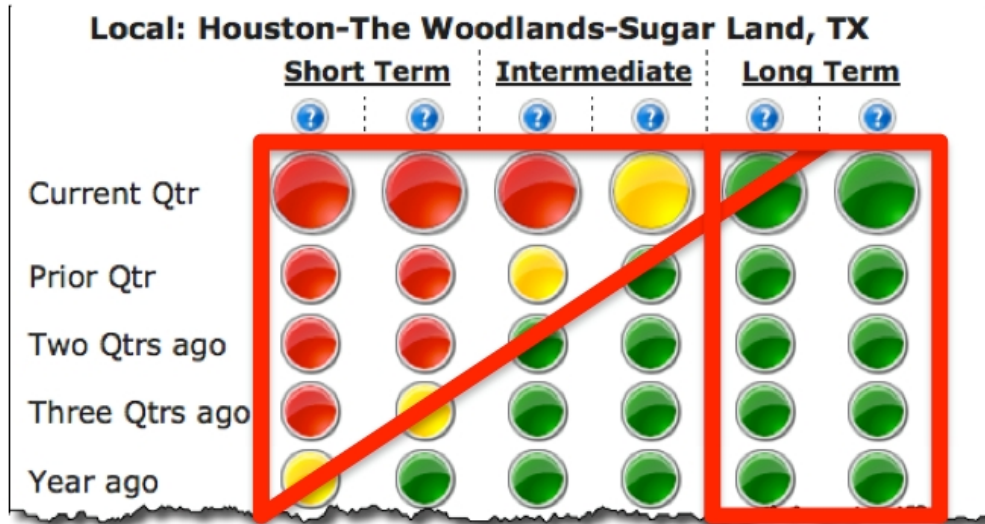 Local: Houston-The Woodlands-Sugar Land, TX
Short Term Intermediate Long Term
? ? ? ? ? ?
Current Qtr
Prior Qtr
Two Qtrs ago
Three Qtrs ago
Year ago